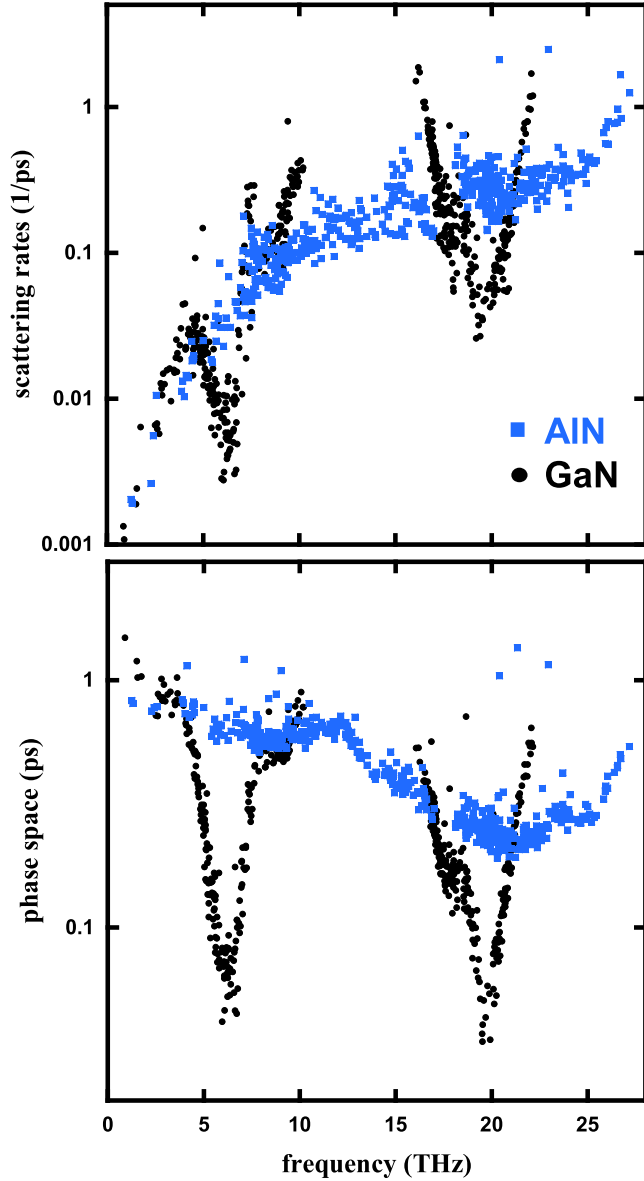 1
0.1
0.01
0.001
scattering rates (1/ps)
AlN
GaN
1
0.1
phase space (ps)
0 5 10 15 20 25
frequency (THz)